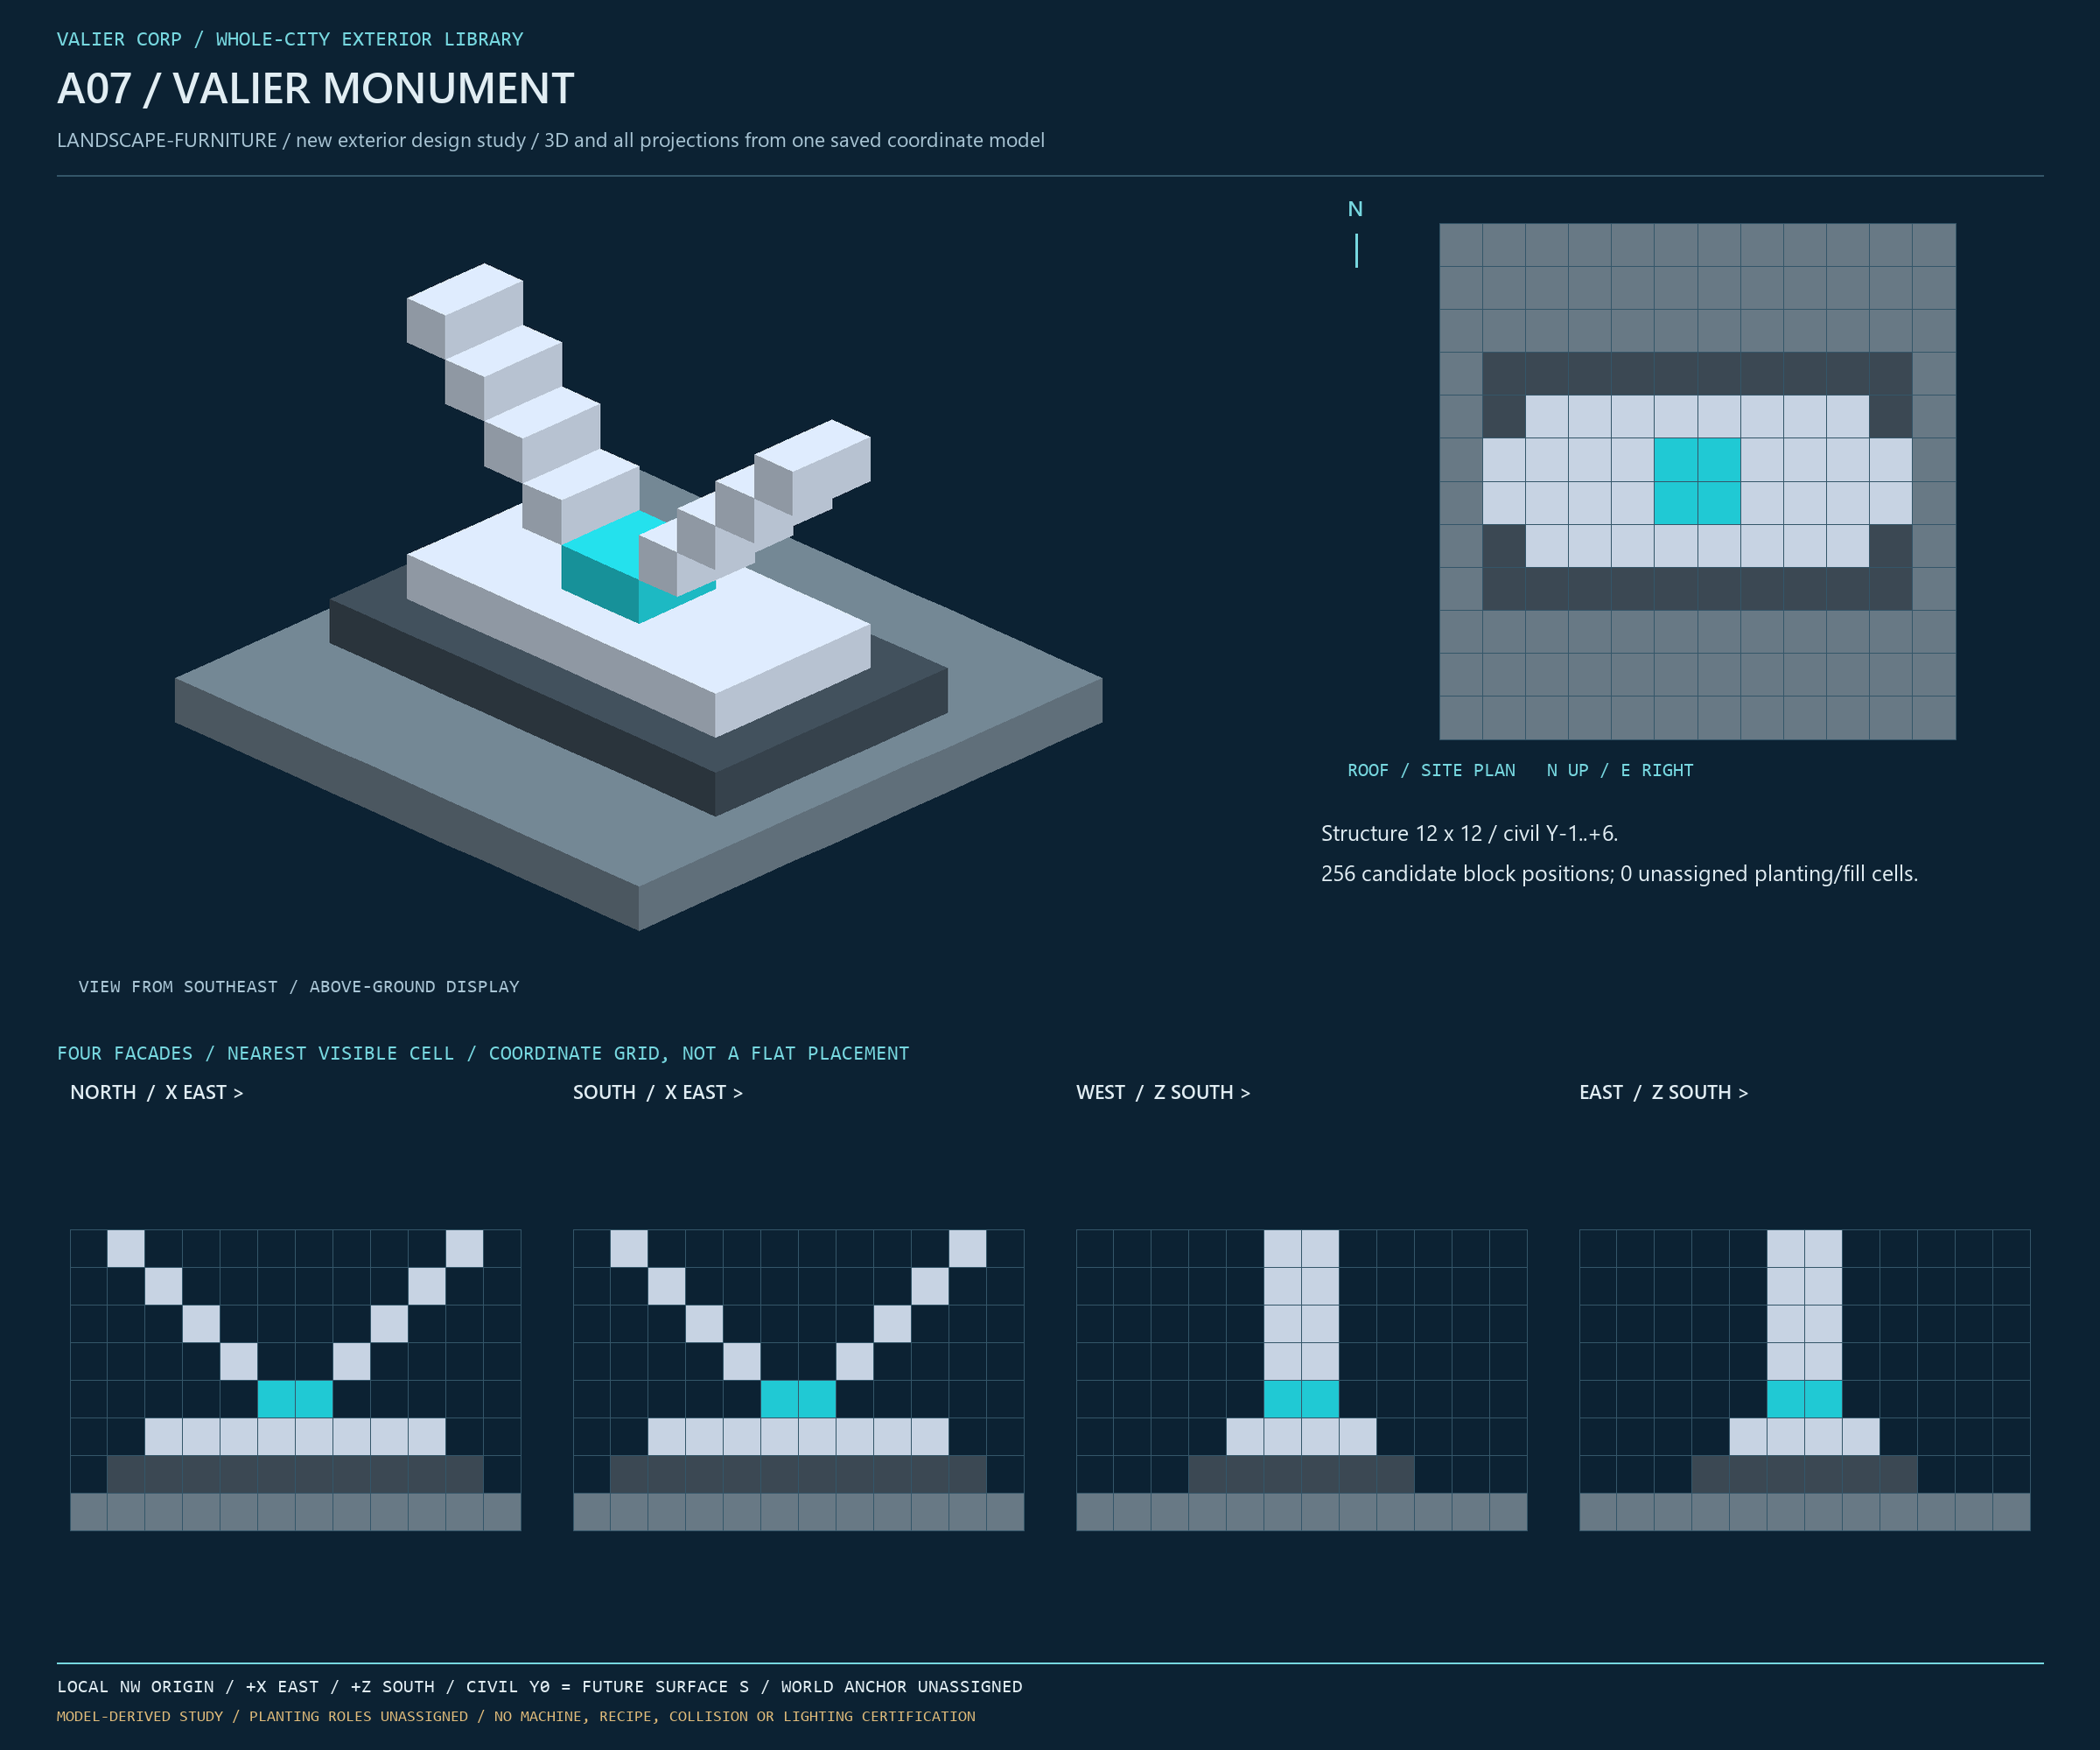 VALIER CORP / WHOLE-CITY EXTERIOR LIBRARY
A07 / VALIER MONUMENT
LANDSCAPE-FURNITURE / new exterior design study / 3D and all projections from one saved coordinate model
N
ROOF / SITE PLAN N UP / E RIGHT
Structure 12 x 12 / civil Y-1..+6.
256 candidate block positions; 0 unassigned planting/fill cells.
VIEW FROM SOUTHEAST / ABOVE-GROUND DISPLAY
FOUR FACADES / NEAREST VISIBLE CELL / COORDINATE GRID, NOT A FLAT PLACEMENT
NORTH / X EAST >
SOUTH / X EAST >
WEST / Z SOUTH >
EAST / Z SOUTH >
LOCAL NW ORIGIN / +X EAST / +Z SOUTH / CIVIL Y0 = FUTURE SURFACE S / WORLD ANCHOR UNASSIGNED
MODEL-DERIVED STUDY / PLANTING ROLES UNASSIGNED / NO MACHINE, RECIPE, COLLISION OR LIGHTING CERTIFICATION